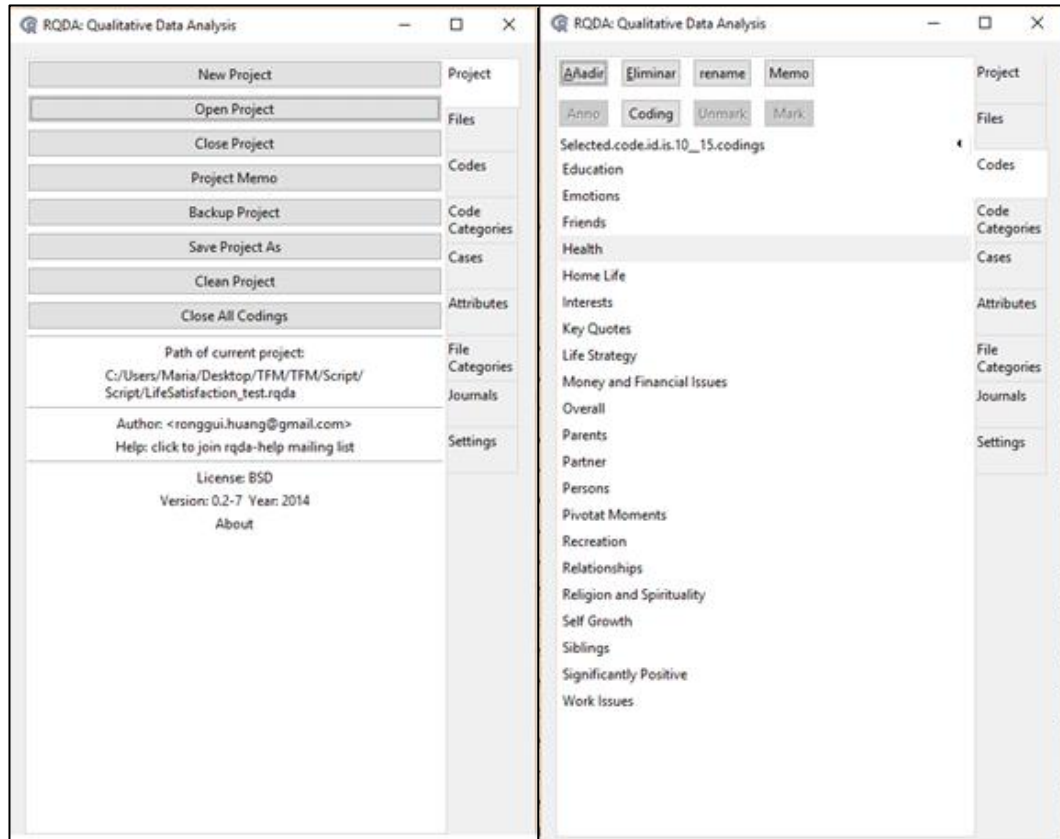 RQDA: Qualitative Data Analysis
New Project
Open Project
Close Project
Project Memo
Backup Project
Save Project As
Clean Project
Close All Codings
Path of current project:
C:/Users/Maria/Desktop/TFM/TFM/Script/
Script/LifeSatisfaction_test.rqda
Author: <ronggui.huang@gmail.com>
Help: click to join rqda-help mailing list
License: BSD
Version: 0.2-7 Year: 2014
About
Project
Files
Codes
Code
Categories
Cases
Attributes
File
Categories
Journals
Settings
RQDA: Qualitative Data Analysis
Añadir Eliminar rename Memo
Anno Coding Unmark Mark
Selected.code.id.is.10__15.codings
Education
Emotions
Friends
Health
Home Life
Interests
Key Quotes
Life Strategy
Money and Financial Issues
Overall
Parents
Partner
Persons
Pivotat Moments
Recreation
Relationships
Religion and Spirituality
Self Growth
Siblings
Significantly Positive
Work Issues
Project
Files
Codes
Code
Categories
Cases
Attributes
File
Categories
Journals
Settings